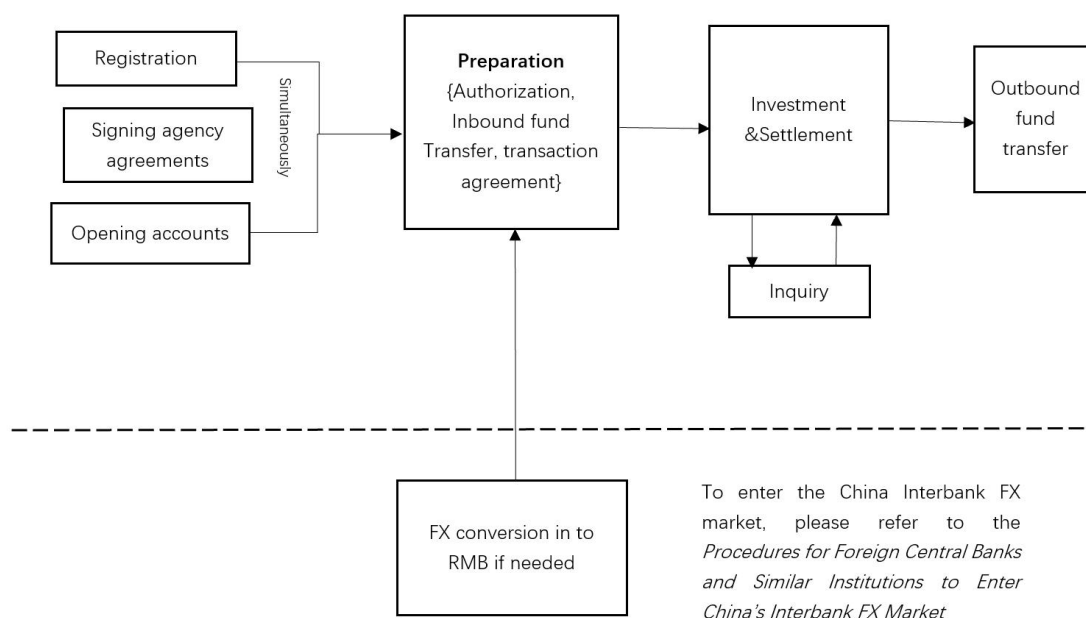 Registration
Signing agency
agreements
Opening accounts
Simultaneously
Preparation
{Authorization,
Inbound fund
Transfer, transaction
agreement}
Investment
&Settlement
Inquiry
Outbound
fund
transfer
FX conversion in to
RMB if needed
To enter the China Interbank FX
market, please refer to the
Procedures for Foreign Central Banks
and Similar Institutions to Enter
China's Interbank FX Market